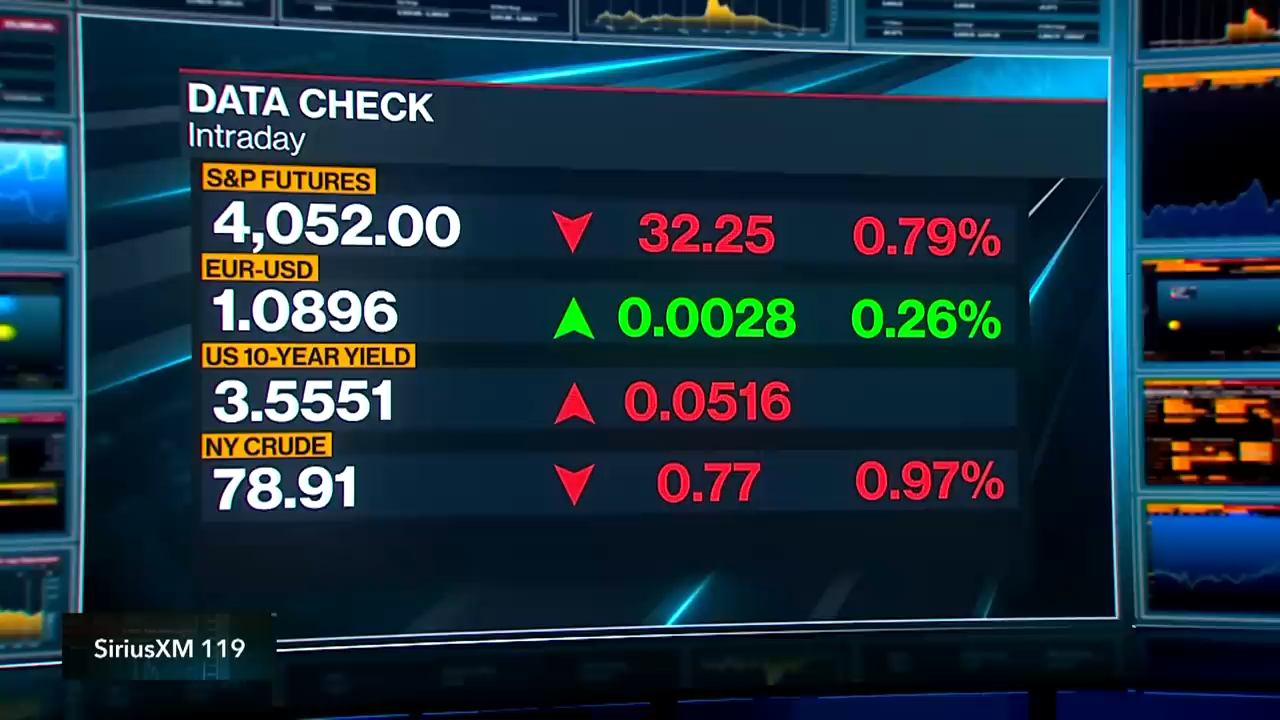 DATA CHECK
Intraday
S&P FUTURES
4,052.00 32.25 0.79%
EUR-USD
1.0896 0.0028 0.26%
US 10-YEAR YIELD
3.5551 0.0516
NY CRUDE
78.91 0.77 0.97%
SiriusXM 119